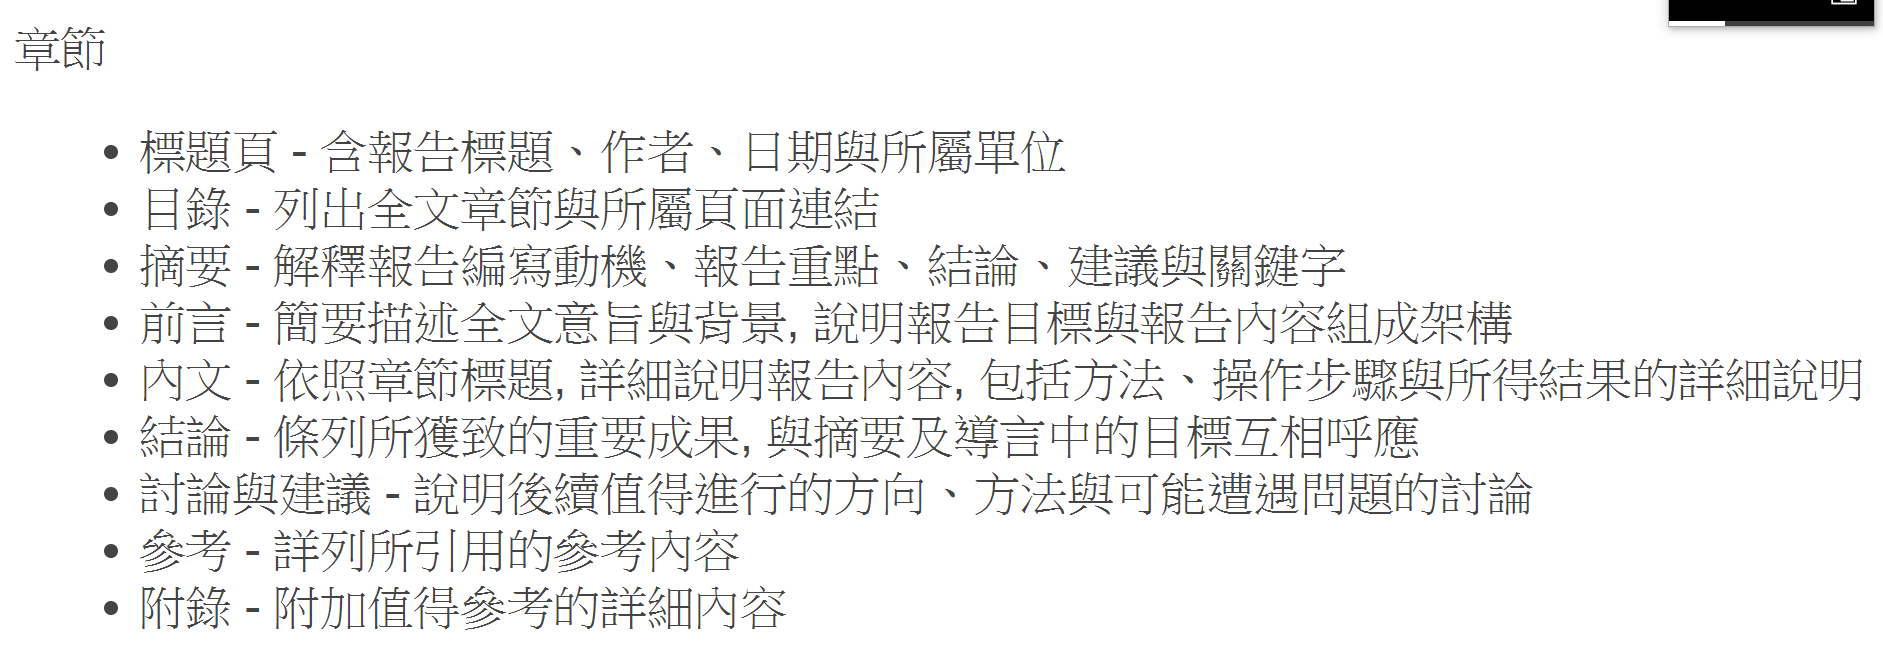 章節
標題頁 - 含報告標題、作者、日期與所屬單位
目錄 - 列出全文章節與所屬頁面連結
摘要 - 解釋報告編寫動機、報告重點、結論、建議與關鍵字
前言 - 簡要描述全文意旨與背景, 說明報告目標與報告內容組成架構
內文 - 依照章節標題, 詳細說明報告內容, 包括方法、操作步驟與所得結果的詳細說明
結論 - 條列所獲致的重要成果, 與摘要及導言中的目標互相呼應
討論與建議 - 說明後續值得進行的方向、方法與可能遭遇問題的討論
參考 - 詳列所引用的參考內容
附錄 - 附加值得參考的詳細內容